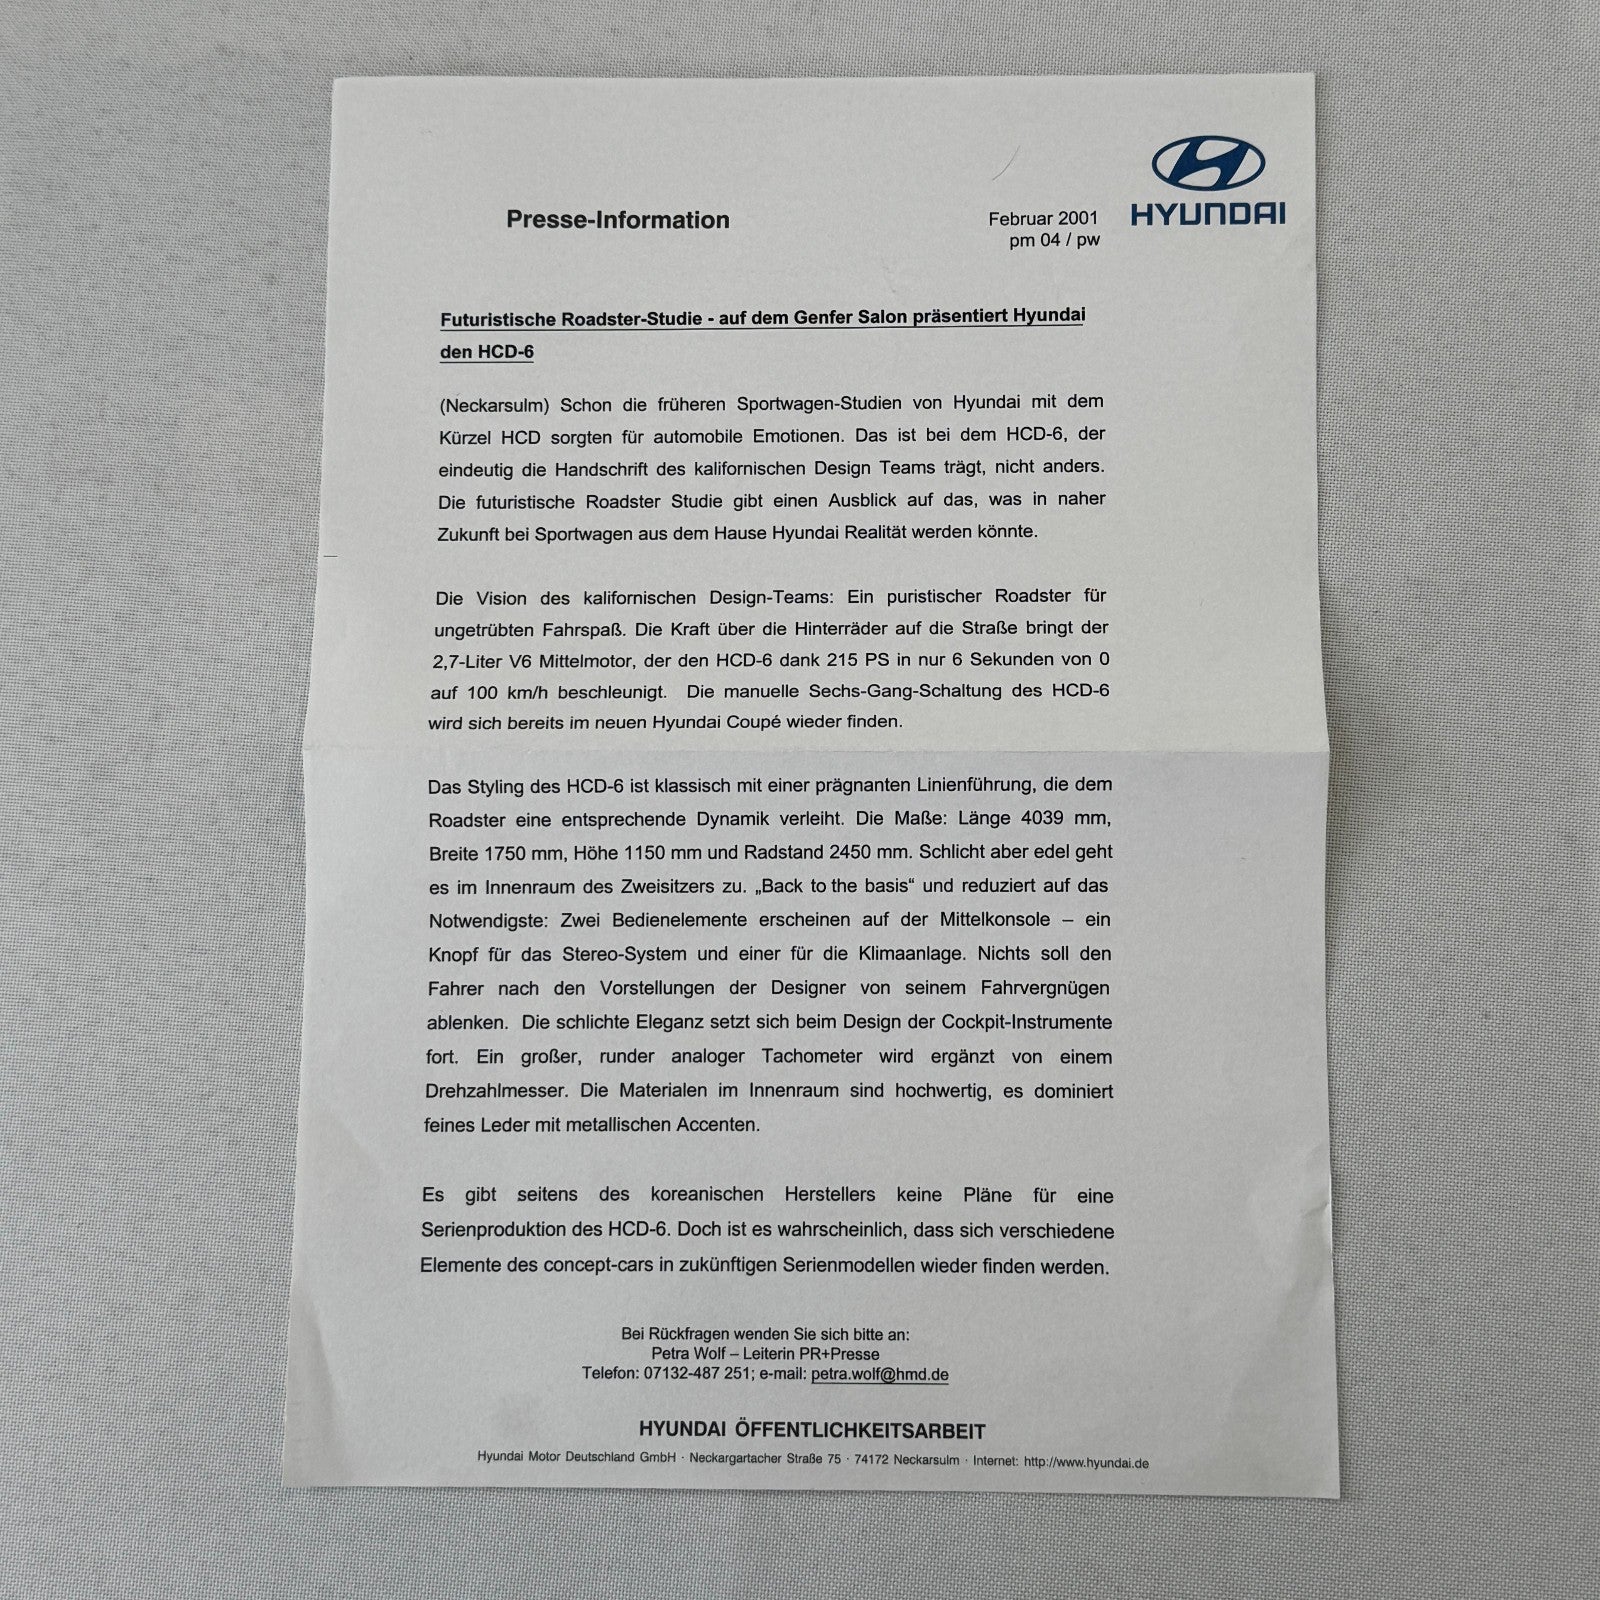 HYUNDAI
Presse-Information
Februar 2001
pm 04 / pw
Futuristische Roadster-Studie - auf dem Genfer Salon präsentiert Hyundai
den HCD-6
(Neckarsulm) Schon die früheren Sportwagen-Studien von Hyundai mit dem
Kürzel HCD sorgten für automobile Emotionen. Das ist bei dem HCD-6, der
eindeutig die Handschrift des kalifornischen Design Teams trägt, nicht anders.
Die futuristische Roadster Studie gibt einen Ausblick auf das, was in naher
Zukunft bei Sportwagen aus dem Hause Hyundai Realität werden könnte.
Die Vision des kalifornischen Design-Teams: Ein puristischer Roadster für
ungetrübten Fahrspaß. Die Kraft über die Hinterräder auf die Straße bringt der
2,7-Liter V6 Mittelmotor, der den HCD-6 dank 215 PS in nur 6 Sekunden von 0
auf 100 km/h beschleunigt. Die manuelle Sechs-Gang-Schaltung des HCD-6
wird sich bereits im neuen Hyundai Coupé wieder finden.
Das Styling des HCD-6 ist klassisch mit einer prägnanten Linienführung, die dem
Roadster eine entsprechende Dynamik verleiht. Die Maße: Länge 4039 mm,
Breite 1750 mm, Höhe 1150 mm und Radstand 2450 mm. Schlicht aber edel geht
es im Innenraum des Zweisitzers zu. „Back to the basis“ und reduziert auf das
Notwendigste: Zwei Bedienelemente erscheinen auf der Mittelkonsole – ein
Knopf für das Stereo-System und einer für die Klimaanlage. Nichts soll den
Fahrer nach den Vorstellungen der Designer von seinem Fahrvergnügen
ablenken. Die schlichte Eleganz setzt sich beim Design der Cockpit-Instrumente
fort. Ein großer, runder analoger Tachometer wird ergänzt von einem
Drehzahlmesser. Die Materialen im Innenraum sind hochwertig, es dominiert
feines Leder mit metallischen Accenten.
Es gibt seitens des koreanischen Herstellers keine Pläne für eine
Serienproduktion des HCD-6. Doch ist es wahrscheinlich, dass sich verschiedene
Elemente des concept-cars in zukünftigen Serienmodellen wieder finden werden.
Bei Rückfragen wenden Sie sich bitte an:
Petra Wolf – Leiterin PR+Presse
Telefon: 07132-487 251; e-mail: petra.wolf@hmd.de
HYUNDAI ÖFFENTLICHKEITSARBEIT
Hyundai Motor Deutschland GmbH · Neckargartacher Straße 75 · 74172 Neckarsulm · Internet: http://www.hyundai.de